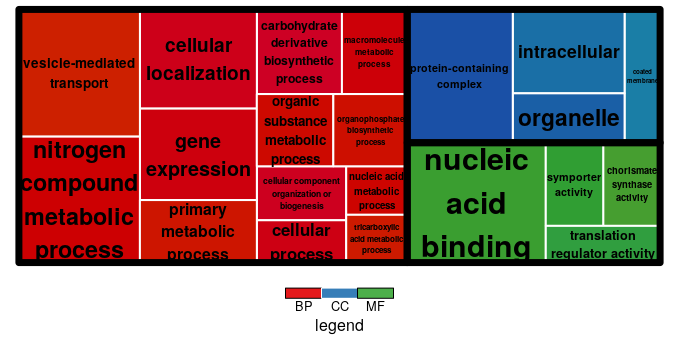 vesicle-mediated
transport
nitrogen
compound
metabolic
process
cellular
localization
gene
expression
primary
metabolic
process
carbohydrate
derivative
biosynthetic
process
macromolecule
metabolic
process
organic
substance
metabolic
process
organophosphate
biosynthetic
process
cellular component
organization or
biogenesis
cellular
process
nucleic acid
metabolic
process
tricarboxylic
acid metabolic
process
protein-containing
complex
intracellular
organelle
coated
membrane
nucleic
acid
binding
symporter
activity
chorismate
synthase
activity
translation
regulator activity
BP CC MF
legend